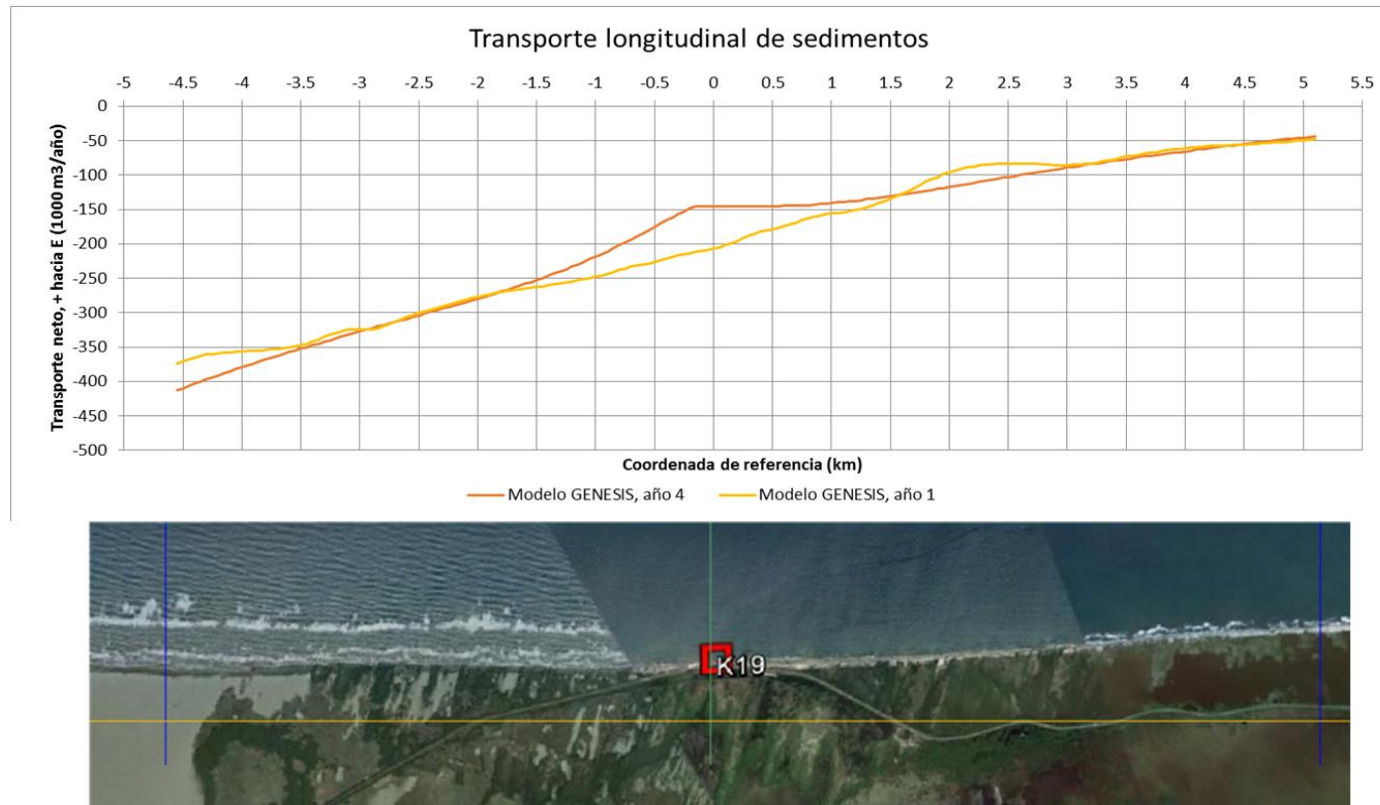 Transporte longitudinal de sedimentos
-5 -4.5 -4 -3.5 -3 -2.5 -2 -1.5 -1 -0.5 0 0.5 1 1.5 2 2.5 3 3.5 4 4.5 5 5.5
0
-50
-100
-150
-200
-250
-300
-350
-400
-450
-500
Transporte neto, + hacia E (1000 m3/año)
Coordenada de referencia (km)
Modelo GENESIS, año 4 Modelo GENESIS, año 1
K19